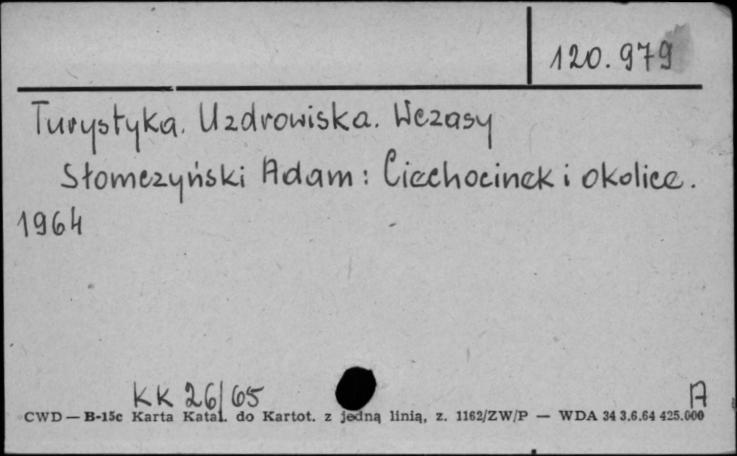 120.979
Turystyka. Uzdrowiska. Wczasy
Słomczyński Adam: Ciechocinek i okolice.
1964
KK 26/65
A
CWD — B-15c Karta Katal. do Kartot. z jedną linią, z. 1162/ZW/P — WDA 34 3.6.64 425.000